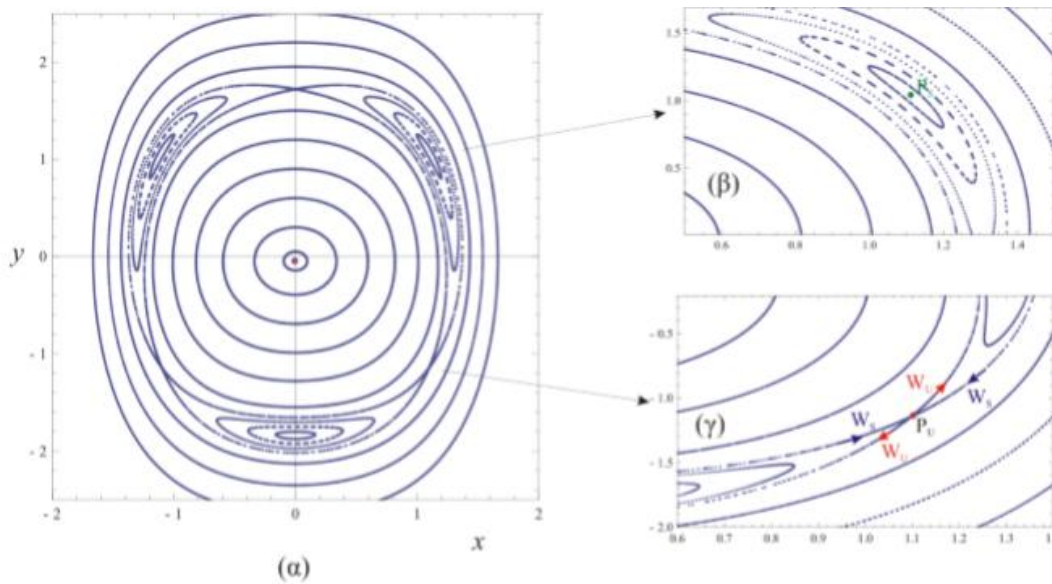 2
1
y 0
- 1
- 2
- 2 - 1 0 1 2
x
(α)
1.5
1.0
0.5
P
(β)
0.6 0.8 1.0 1.2 1.4
- 0.5
- 1.0
- 1.5
- 2.0
W_U
W_S
W_S
P_U
W_U
(γ)
0.6 0.7 0.8 0.9 1.0 1.1 1.2 1.3